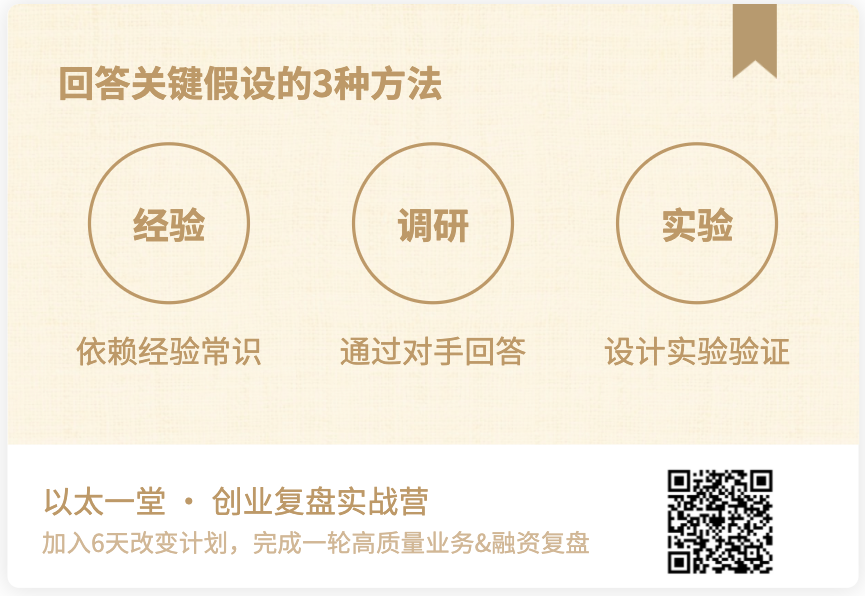 回答关键假设的3种方法
经验
调研
实验
依赖经验常识
通过对手回答
设计实验验证
以太一堂 · 创业复盘实战营
加入6天改变计划，完成一轮高质量业务&融资复盘